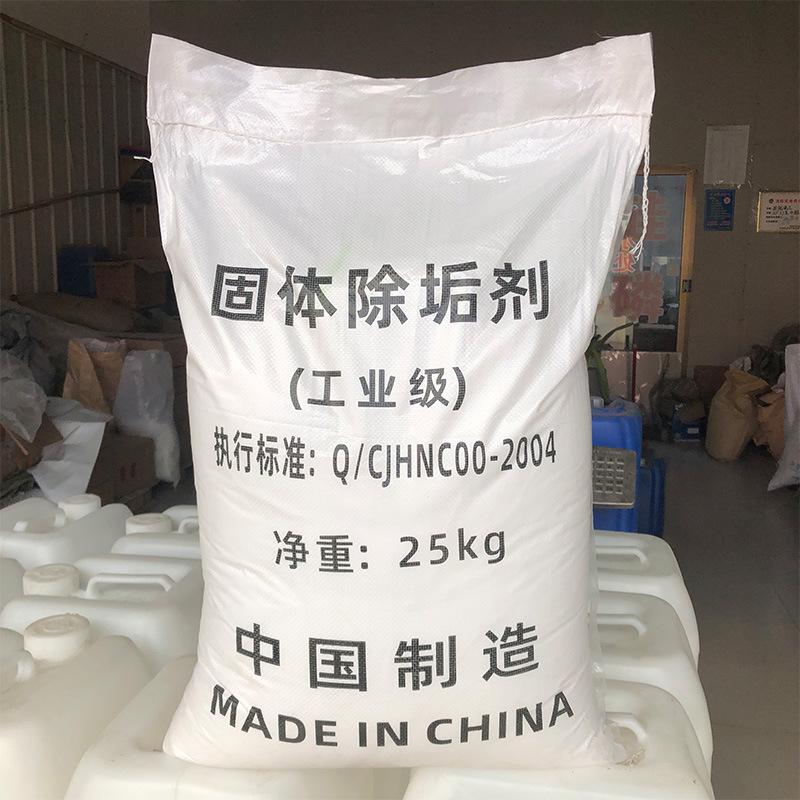 固体除垢剂
(工业级)
执行标准: Q/CJHNC00-2004
净重: 25kg
中国制造
MADE IN CHINA
磷